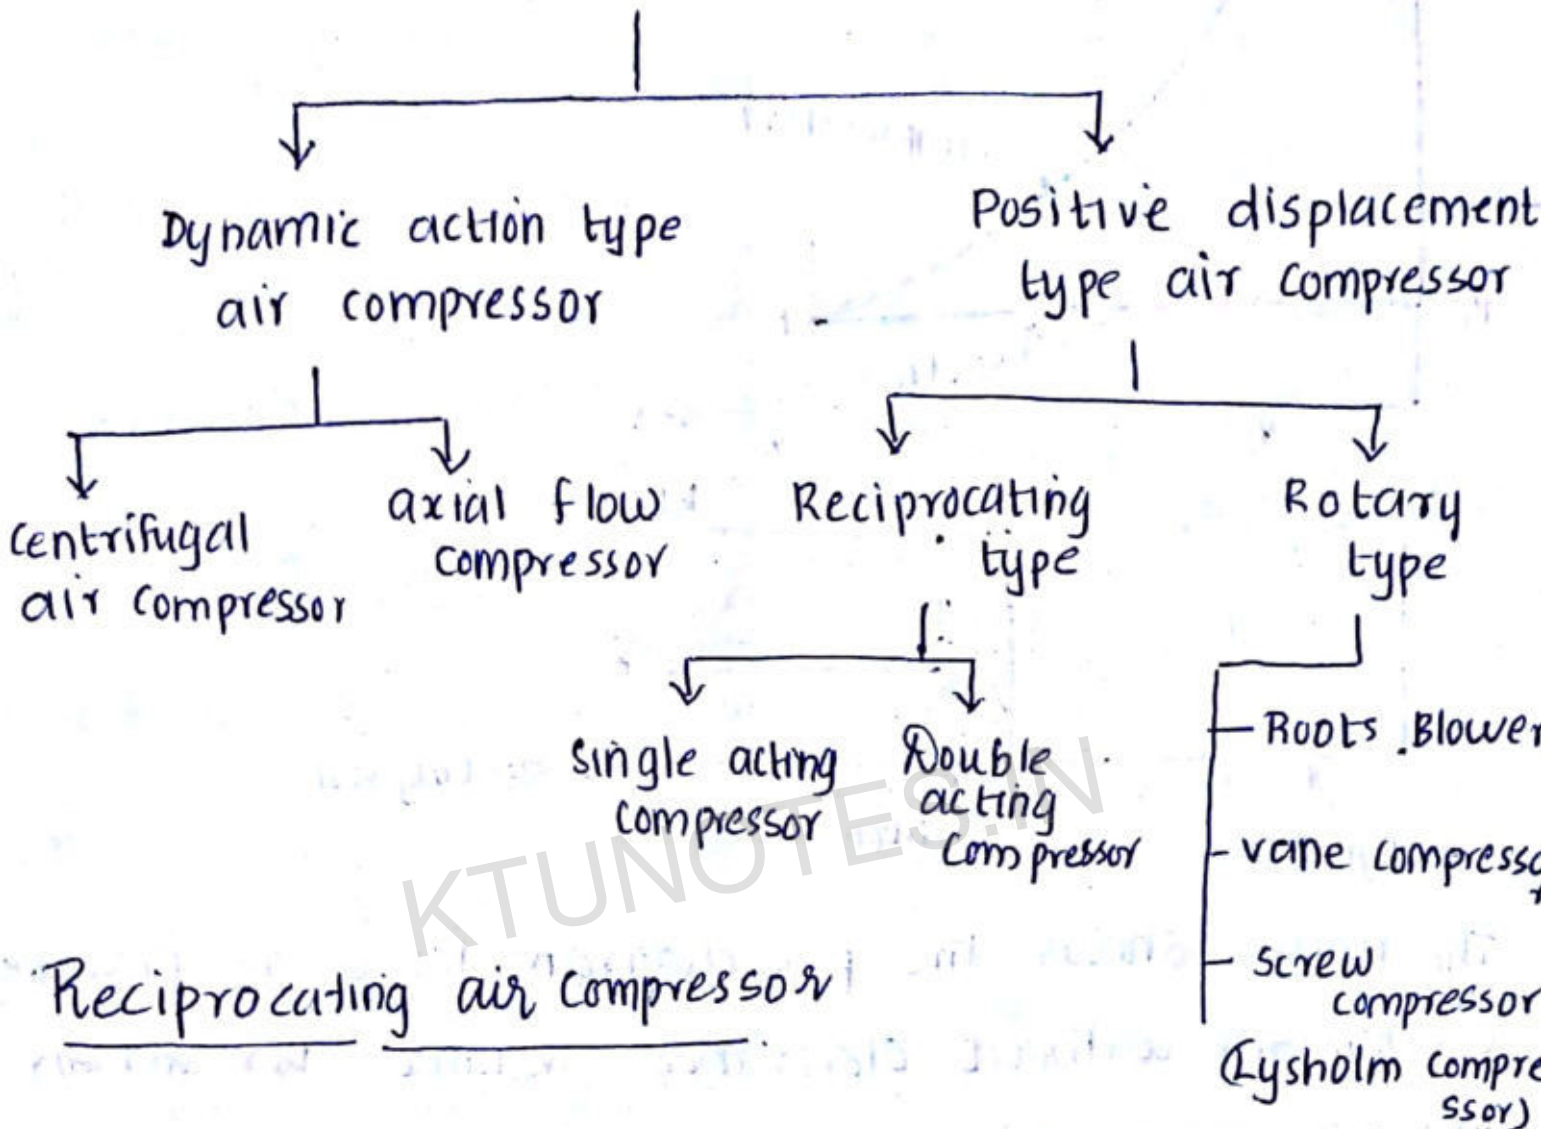 Dynamic action type
air compressor
Positive displacement
type air compressor
Centrifugal
air compressor
axial flow
compressor
Reciprocating
type
Rotary
type
Single acting
compressor
Double
acting
compressor
Roots Blower
vane compressor
screw
compressor
(Lysholm compre
ssor)
KTUNOTES.IN
Reciprocating air compressor